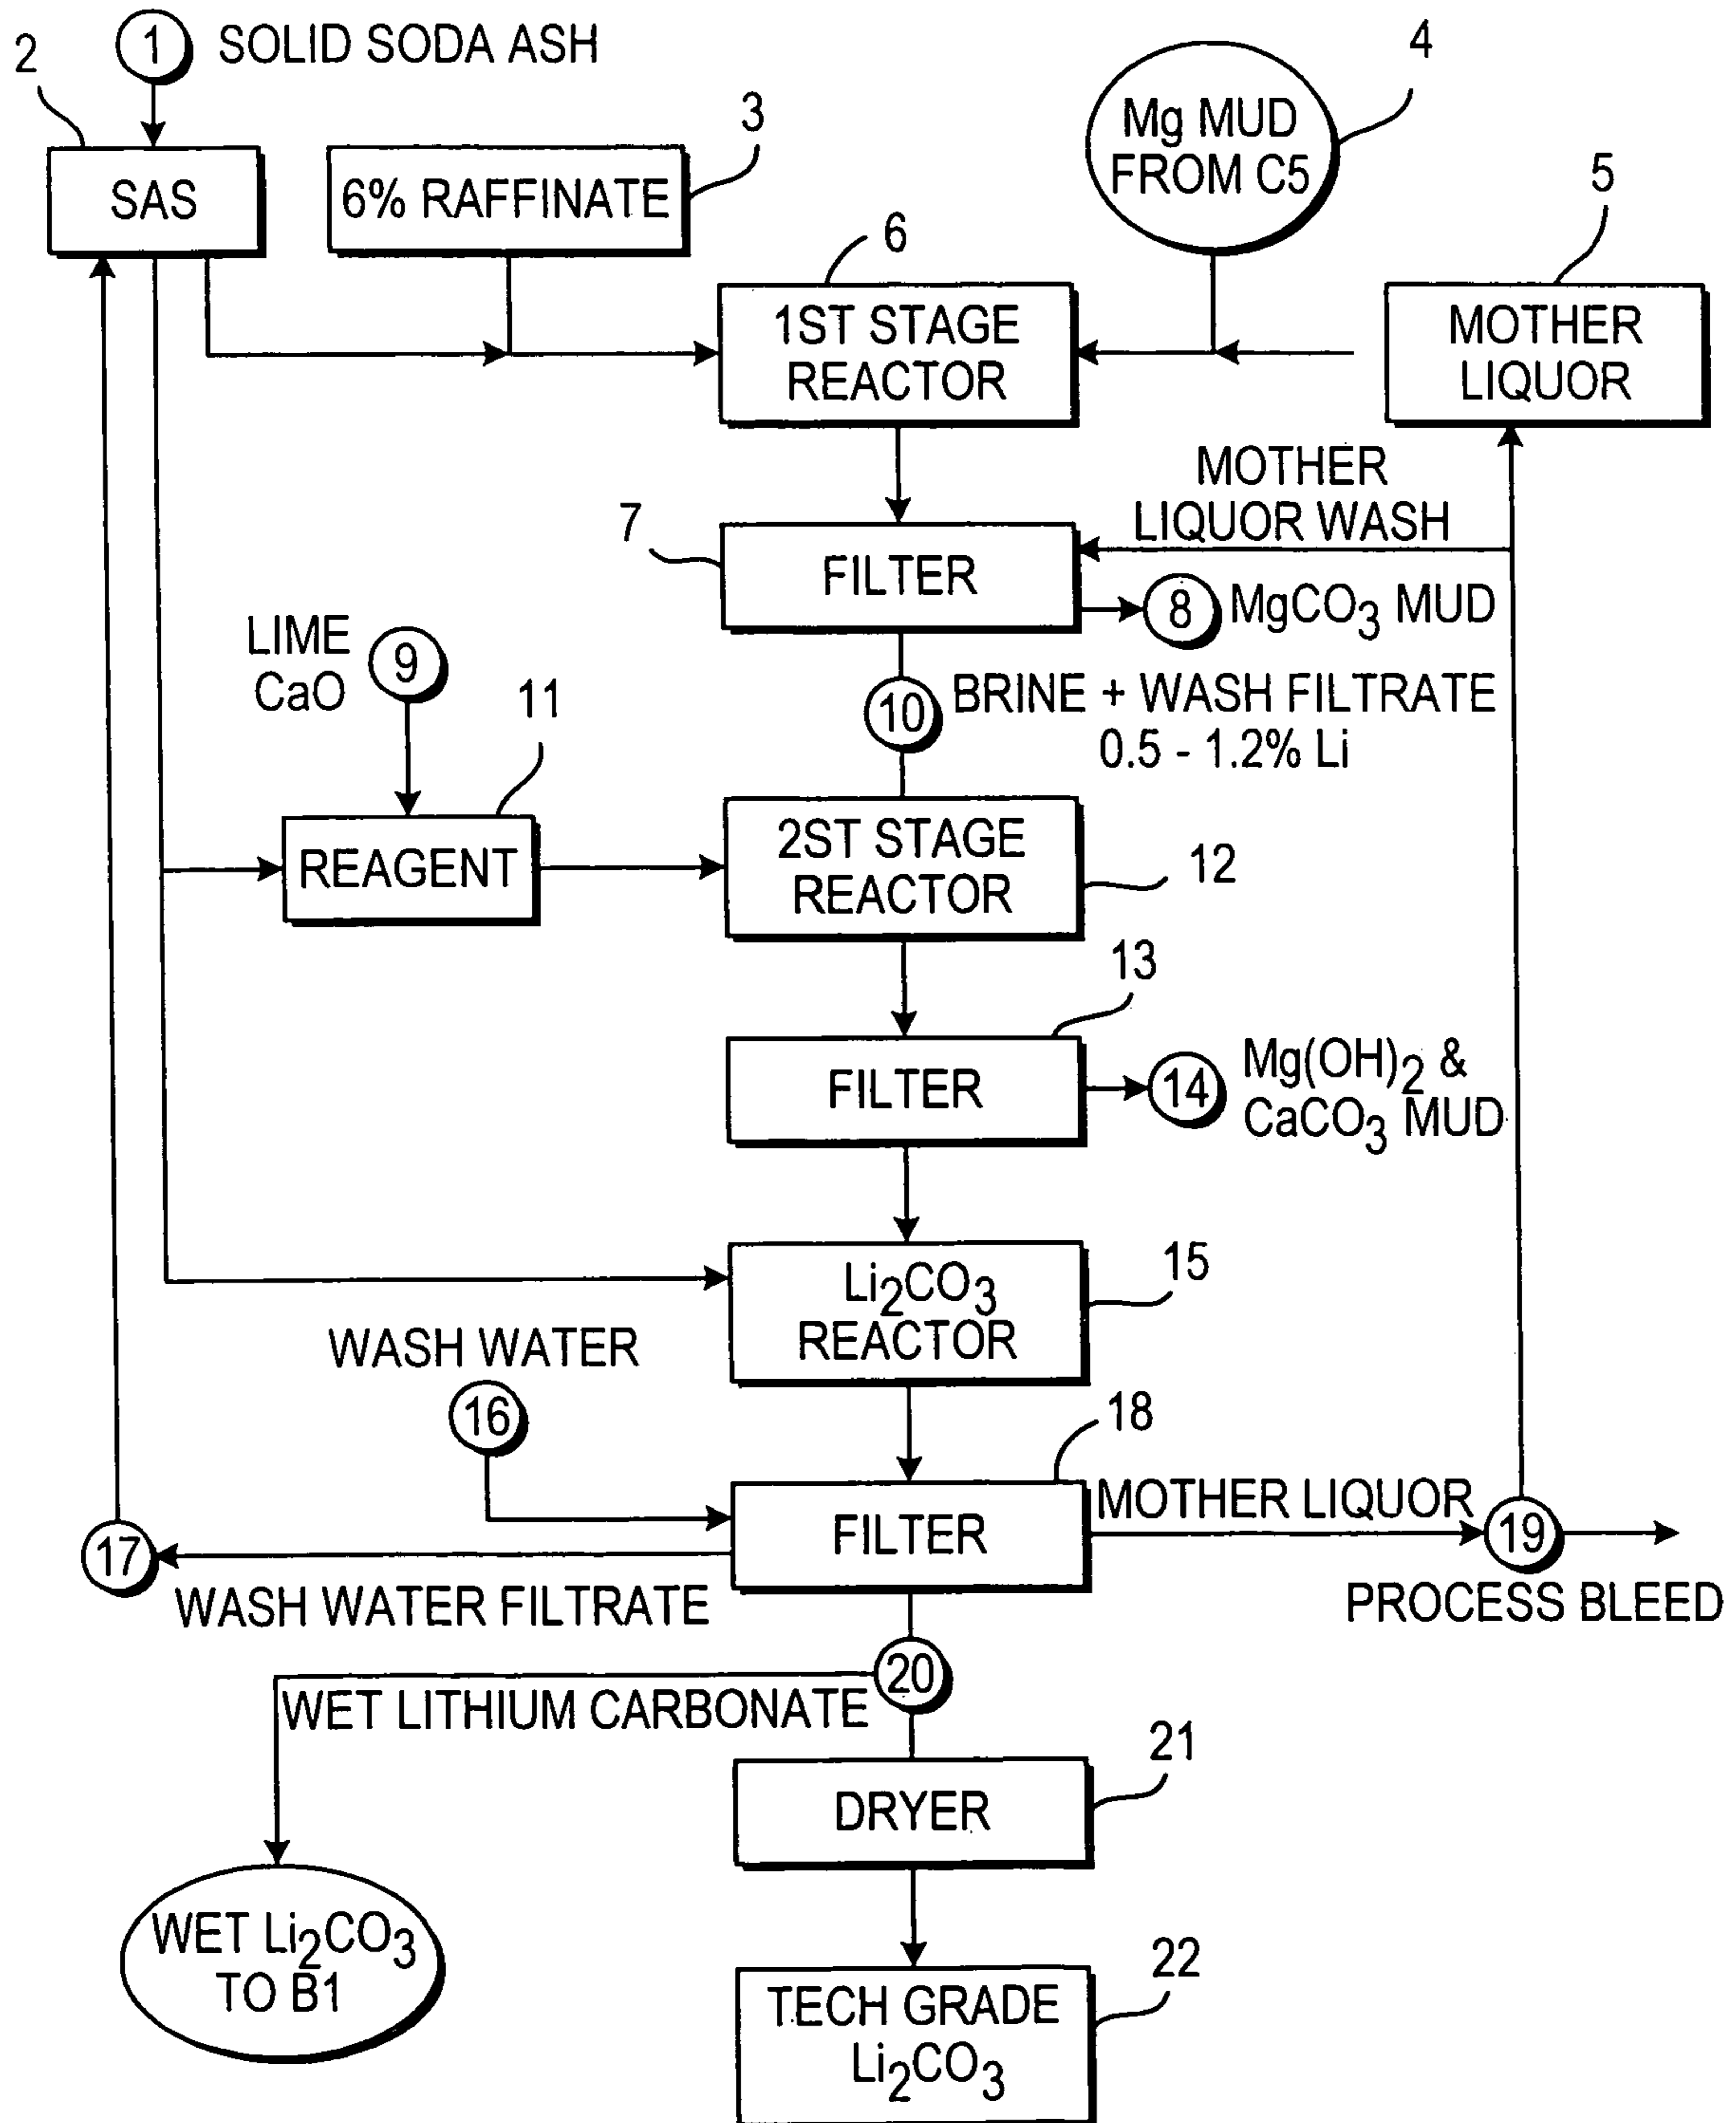 1 SOLID SODA ASH
2
SAS
3
6% RAFFINATE
4
Mg MUD
FROM C5
5
MOTHER
LIQUOR
6
1ST STAGE
REACTOR
MOTHER
LIQUOR WASH
7
FILTER
8 MgCO₃ MUD
LIME
CaO
9
10 BRINE + WASH FILTRATE
0.5 - 1.2% Li
11
REAGENT
2ST STAGE
REACTOR
12
13
FILTER
14 Mg(OH)₂ &
CaCO₃ MUD
Li₂CO₃
REACTOR
15
WASH WATER
16
18
FILTER
MOTHER LIQUOR
17
19
WASH WATER FILTRATE
PROCESS BLEED
20
WET LITHIUM CARBONATE
21
DRYER
WET Li₂CO₃
TO B1
22
TECH GRADE
Li₂CO₃